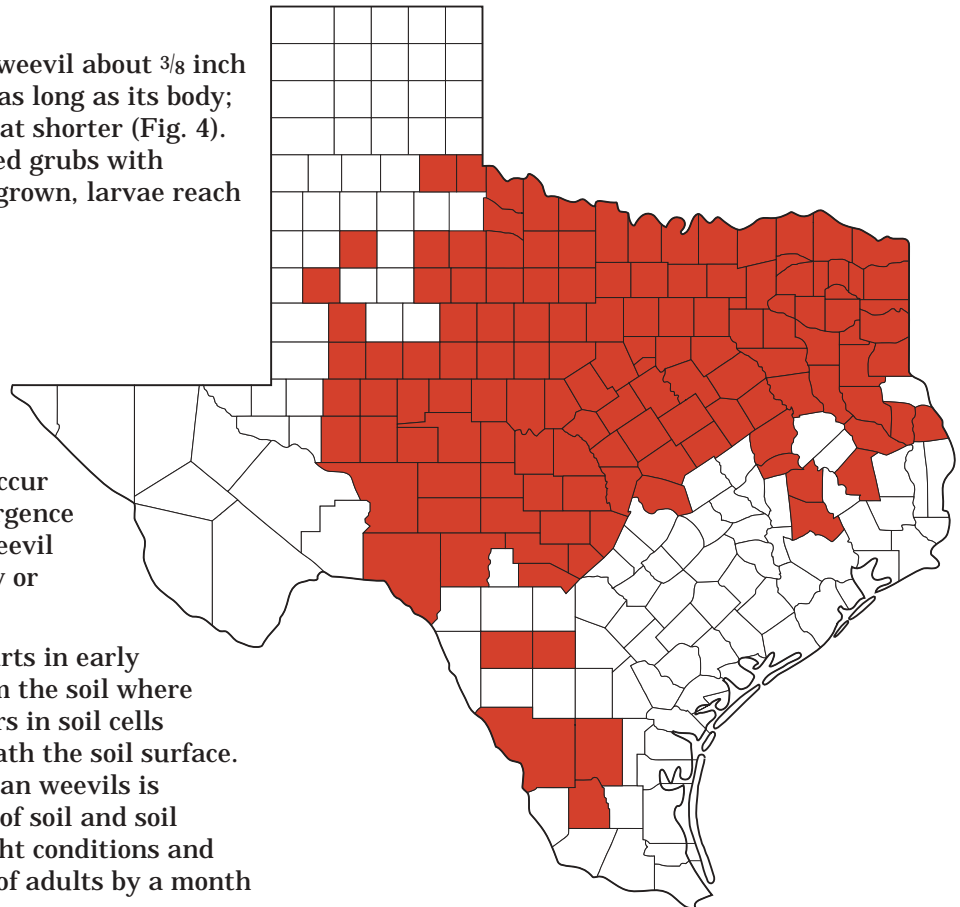 weevil about 3/8 inch
as long as its body;
at shorter (Fig. 4).
ed grubs with
grown, larvae reach
ccur
rgence
eevil
y or
arts in early
n the soil where
rs in soil cells
ath the soil surface.
an weevils is
of soil and soil
ht conditions and
of adults by a month